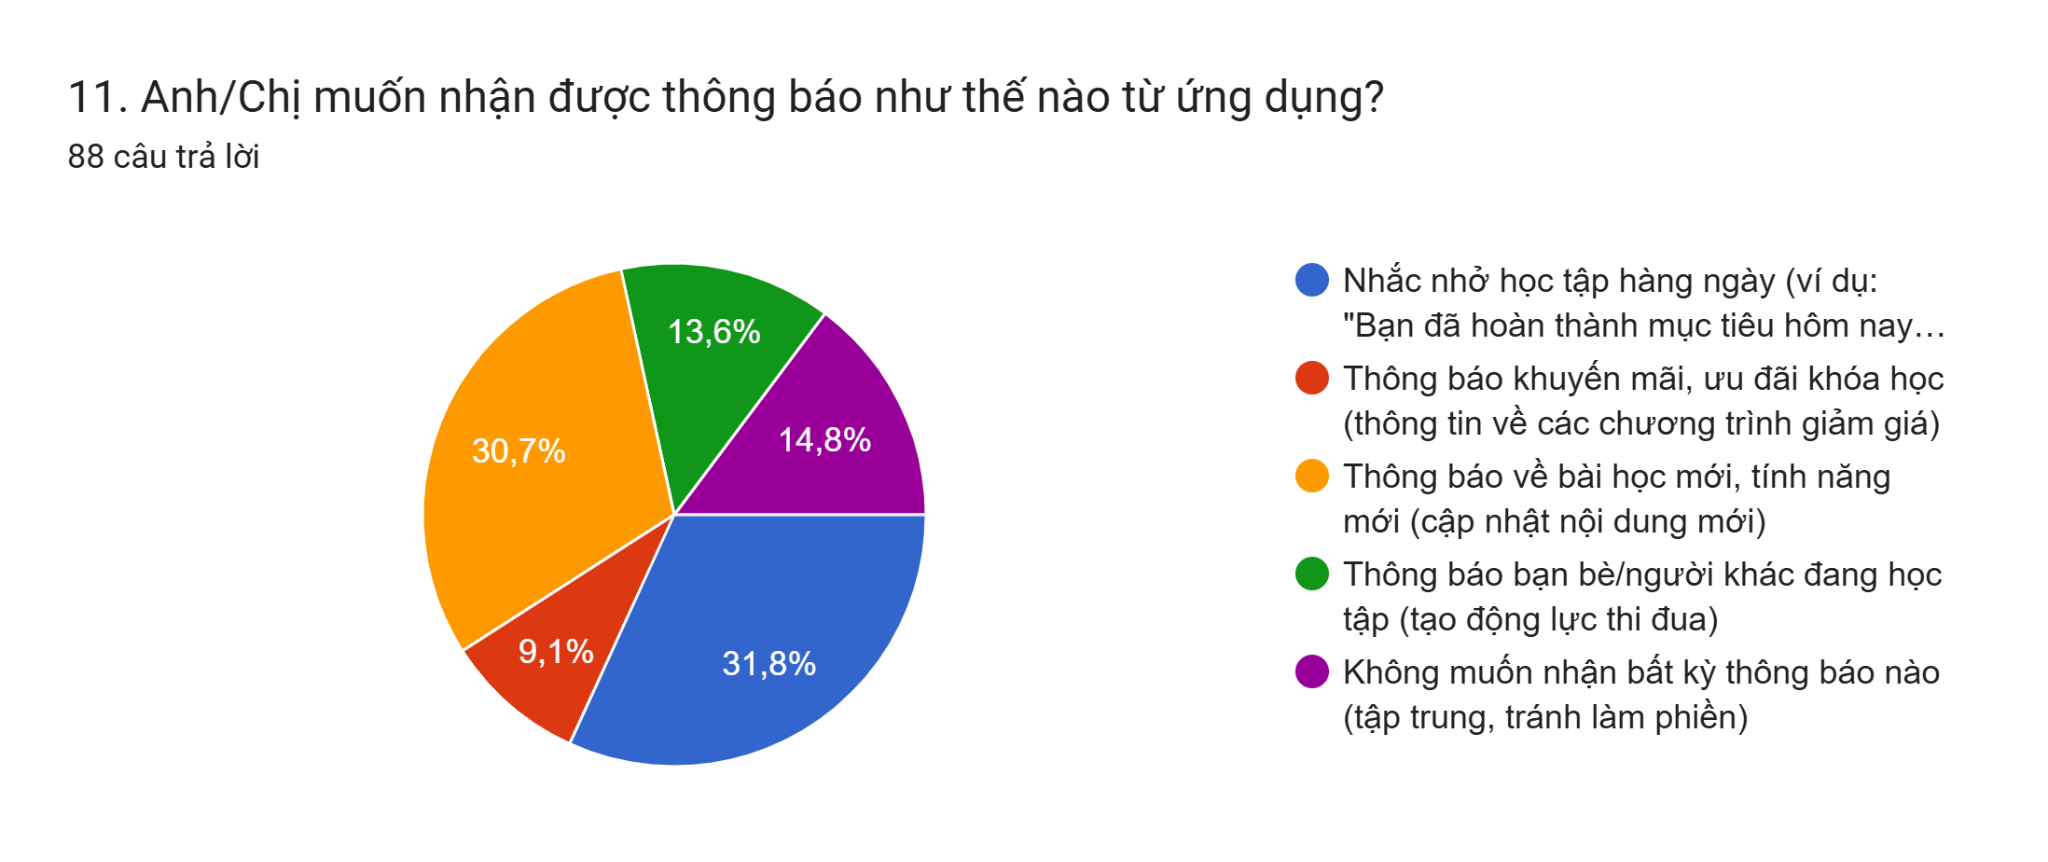 11. Anh/Chị muốn nhận được thông báo như thế nào từ ứng dụng?
88 câu trả lời
13,6%
14,8%
30,7%
9,1%
31,8%
Nhắc nhở học tập hàng ngày (ví dụ:
"Bạn đã hoàn thành mục tiêu hôm nay…
Thông báo khuyến mãi, ưu đãi khóa học
(thông tin về các chương trình giảm giá)
Thông báo về bài học mới, tính năng
mới (cập nhật nội dung mới)
Thông báo bạn bè/người khác đang học
tập (tạo động lực thi đua)
Không muốn nhận bất kỳ thông báo nào
(tập trung, tránh làm phiền)